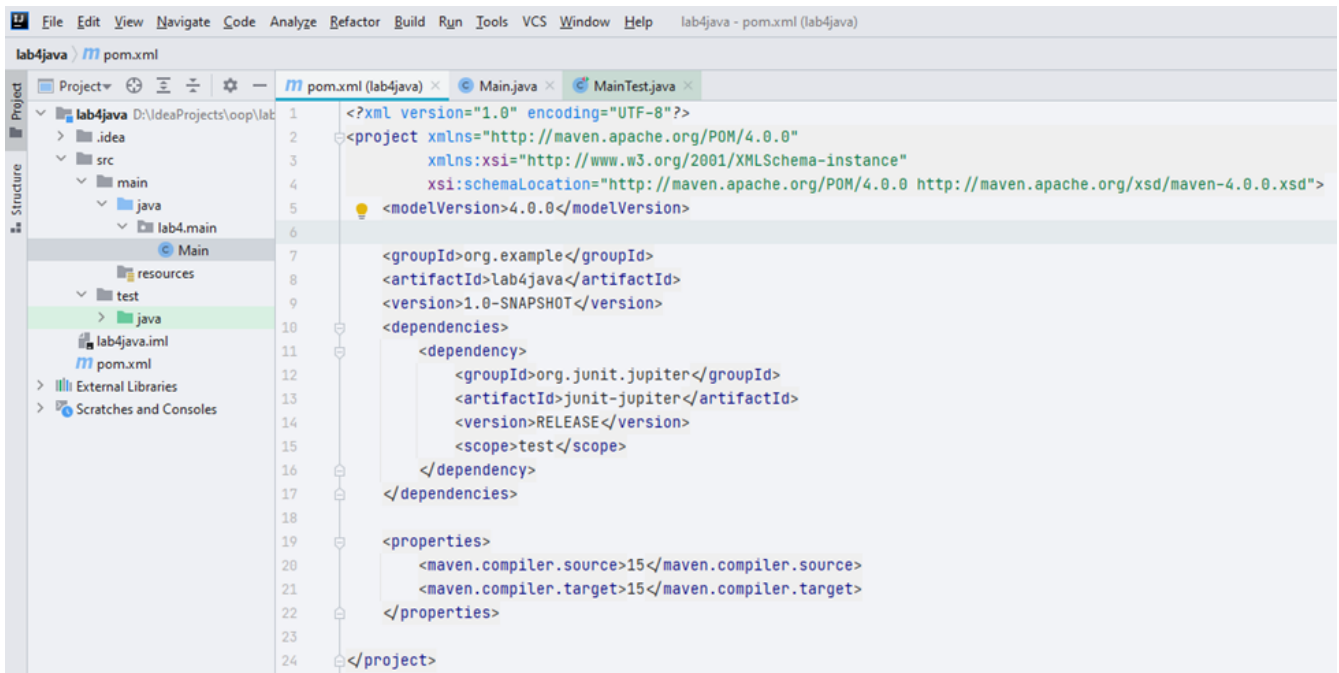 File Edit View Navigate Code Analyze Refactor Build Run Tools VCS Window Help lab4java - pom.xml (lab4java)
lab4java pom.xml
Project
Structure
Project
lab4java D:\IdeaProjects\oop\lab
.idea
src
main
java
lab4.main
Main
resources
test
java
lab4java.iml
pom.xml
External Libraries
Scratches and Consoles
pom.xml (lab4java) Main.java MainTest.java
1 <?xml version="1.0" encoding="UTF-8"?>
2 <project xmlns="http://maven.apache.org/POM/4.0.0"
3 xmlns:xsi="http://www.w3.org/2001/XMLSchema-instance"
4 xsi:schemaLocation="http://maven.apache.org/POM/4.0.0 http://maven.apache.org/xsd/maven-4.0.0.xsd">
5 <modelVersion>4.0.0</modelVersion>
6
7 <groupId>org.example</groupId>
8 <artifactId>lab4java</artifactId>
9 <version>1.0-SNAPSHOT</version>
10 <dependencies>
11 <dependency>
12 <groupId>org.junit.jupiter</groupId>
13 <artifactId>junit-jupiter</artifactId>
14 <version>RELEASE</version>
15 <scope>test</scope>
16 </dependency>
17 </dependencies>
18
19 <properties>
20 <maven.compiler.source>15</maven.compiler.source>
21 <maven.compiler.target>15</maven.compiler.target>
22 </properties>
23
24 </project>